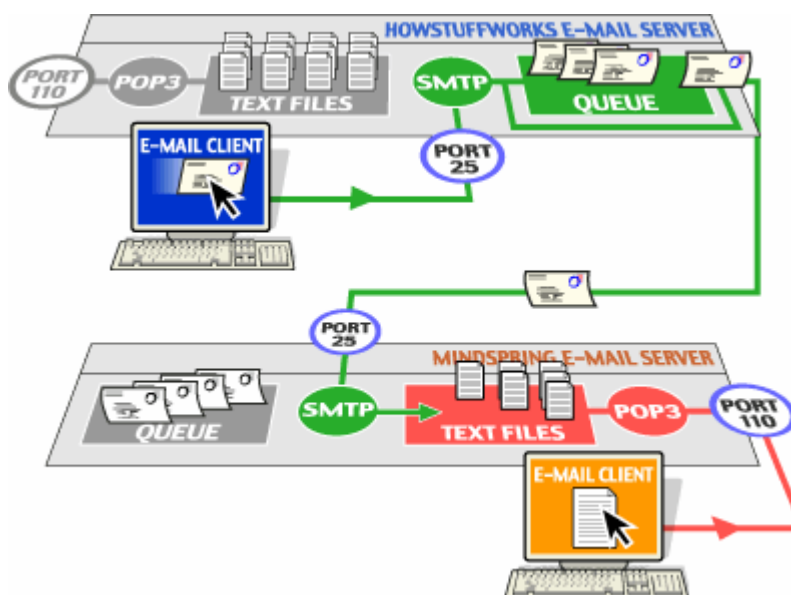 HOWSTUFFWORKS E-MAIL SERVER
PORT
110
POP3
TEXT FILES
SMTP
QUEUE
E-MAIL CLIENT
PORT
25
PORT
25
MINDSPRING E-MAIL SERVER
QUEUE
SMTP
TEXT FILES
POP3
PORT
110
E-MAIL CLIENT